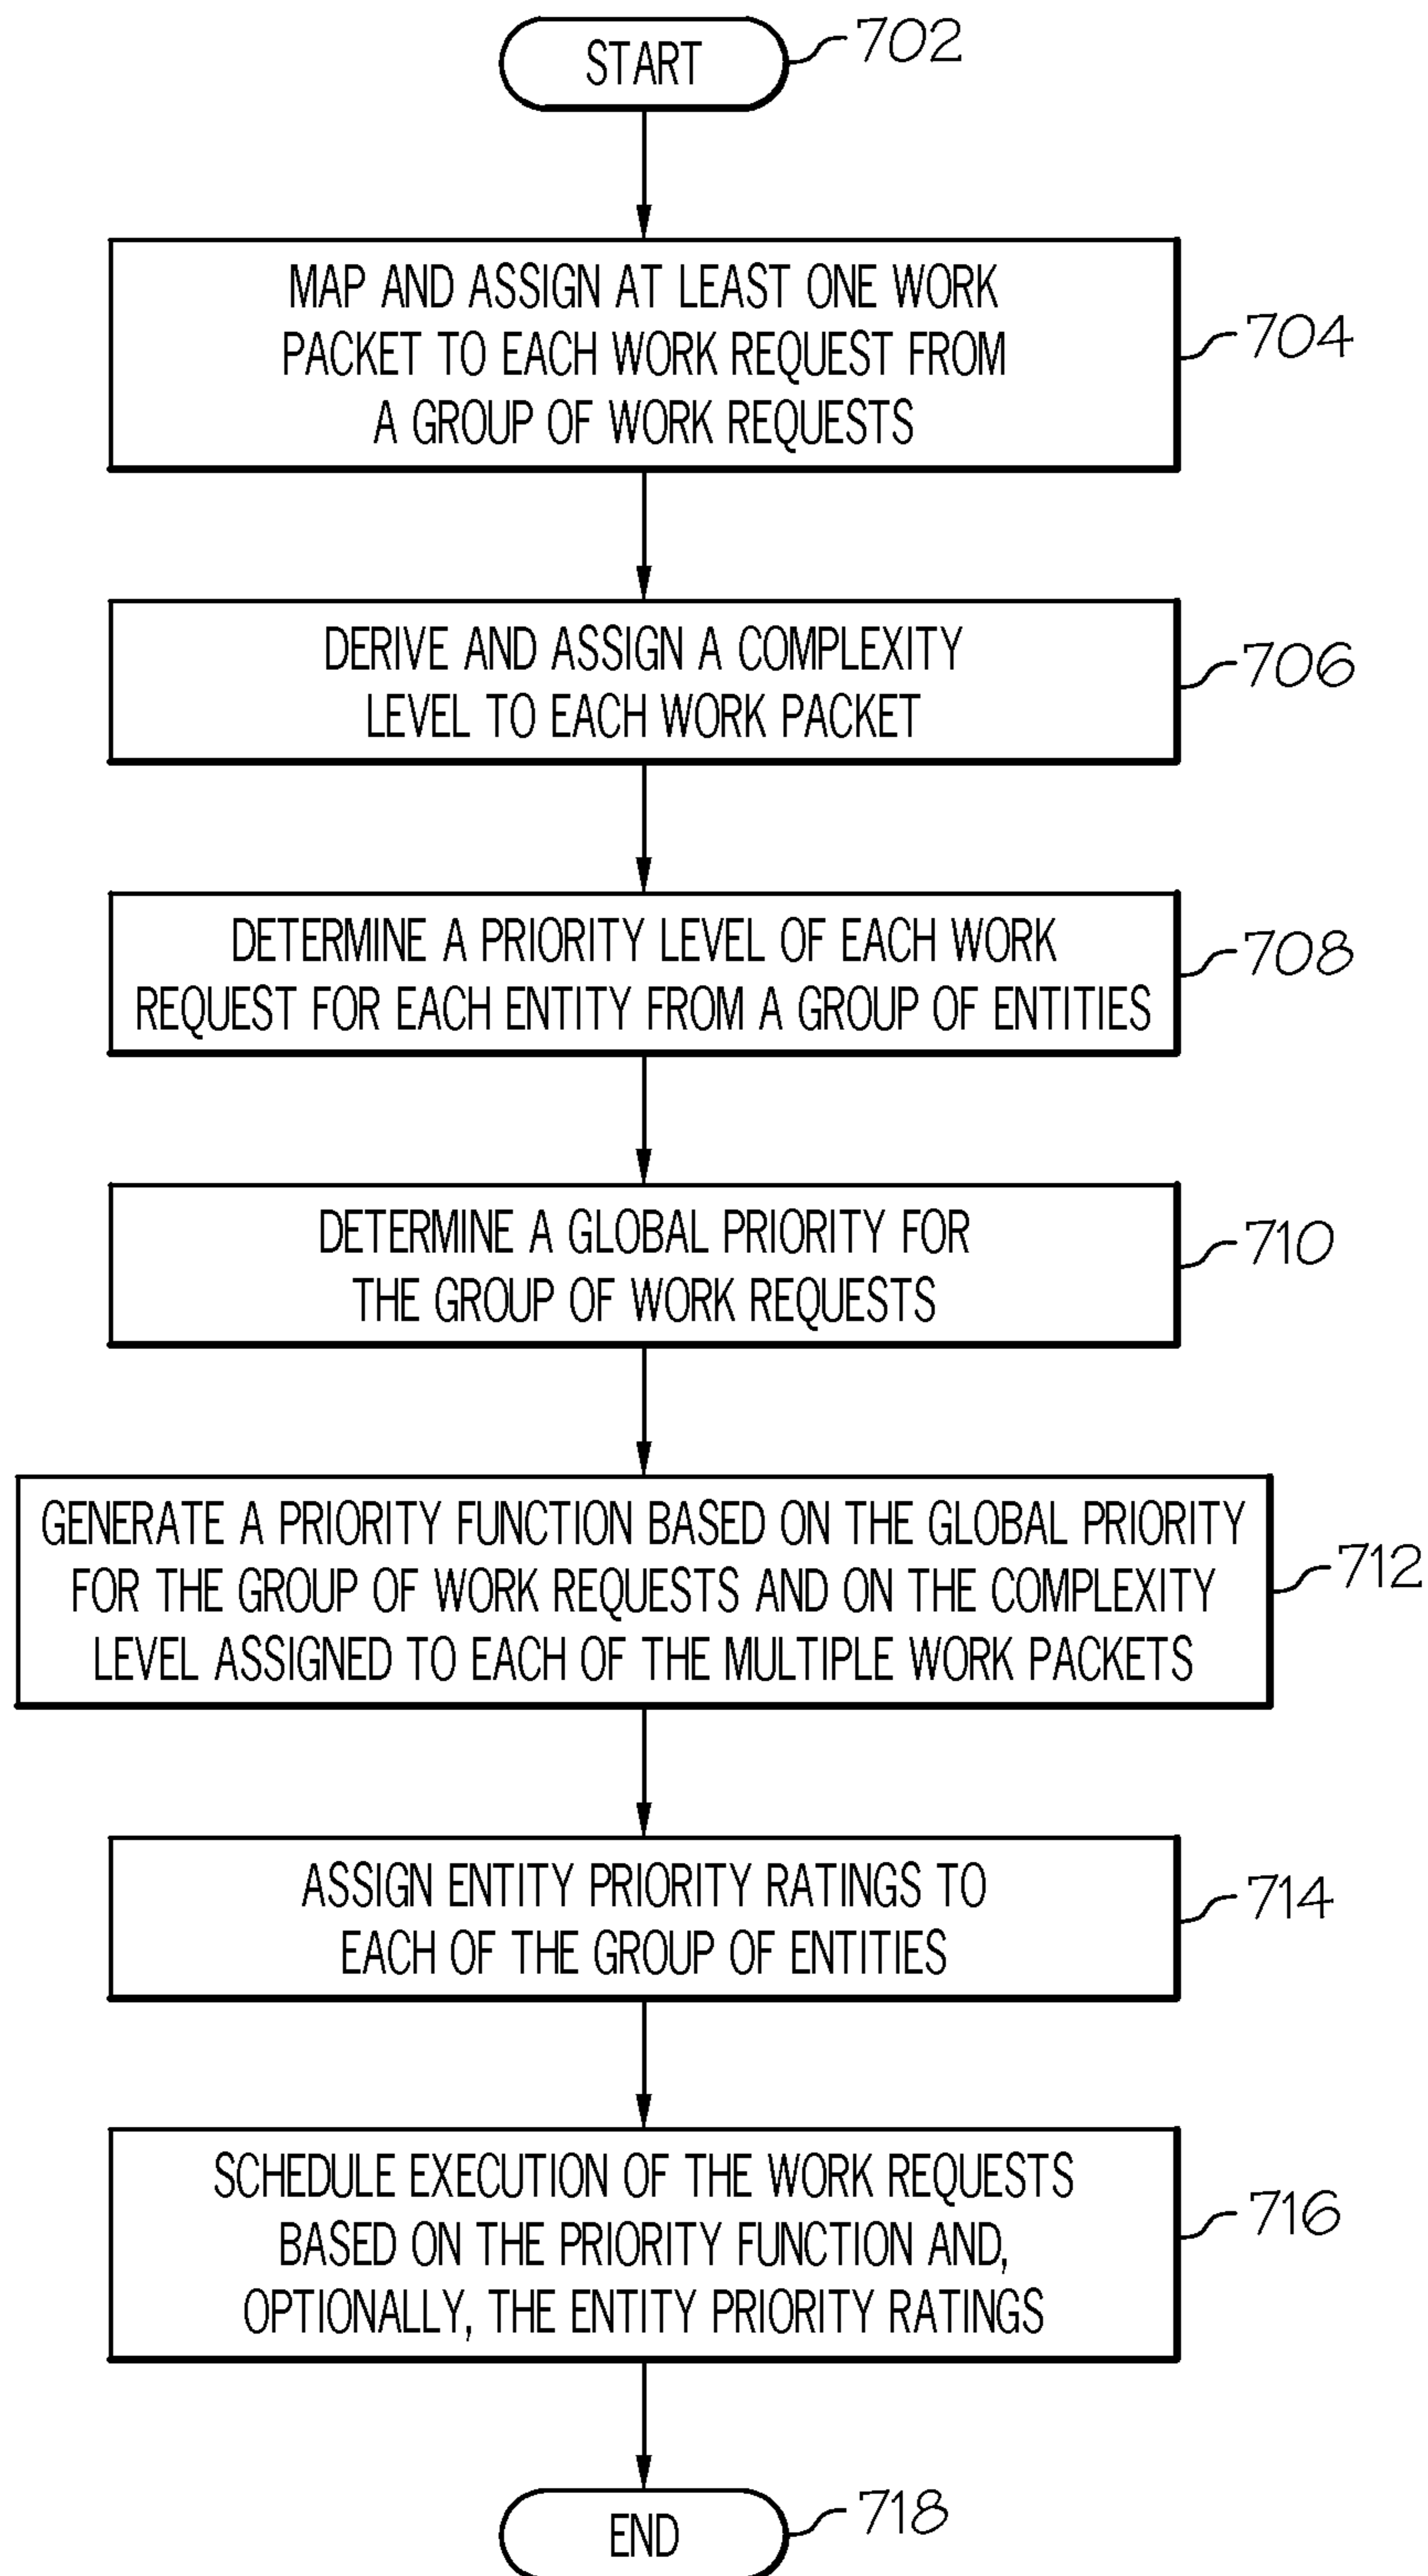 START
702
MAP AND ASSIGN AT LEAST ONE WORK
PACKET TO EACH WORK REQUEST FROM
A GROUP OF WORK REQUESTS
704
DERIVE AND ASSIGN A COMPLEXITY
LEVEL TO EACH WORK PACKET
706
DETERMINE A PRIORITY LEVEL OF EACH WORK
REQUEST FOR EACH ENTITY FROM A GROUP OF ENTITIES
708
DETERMINE A GLOBAL PRIORITY FOR
THE GROUP OF WORK REQUESTS
710
GENERATE A PRIORITY FUNCTION BASED ON THE GLOBAL PRIORITY
FOR THE GROUP OF WORK REQUESTS AND ON THE COMPLEXITY
LEVEL ASSIGNED TO EACH OF THE MULTIPLE WORK PACKETS
712
ASSIGN ENTITY PRIORITY RATINGS TO
EACH OF THE GROUP OF ENTITIES
714
SCHEDULE EXECUTION OF THE WORK REQUESTS
BASED ON THE PRIORITY FUNCTION AND,
OPTIONALLY, THE ENTITY PRIORITY RATINGS
716
END
718